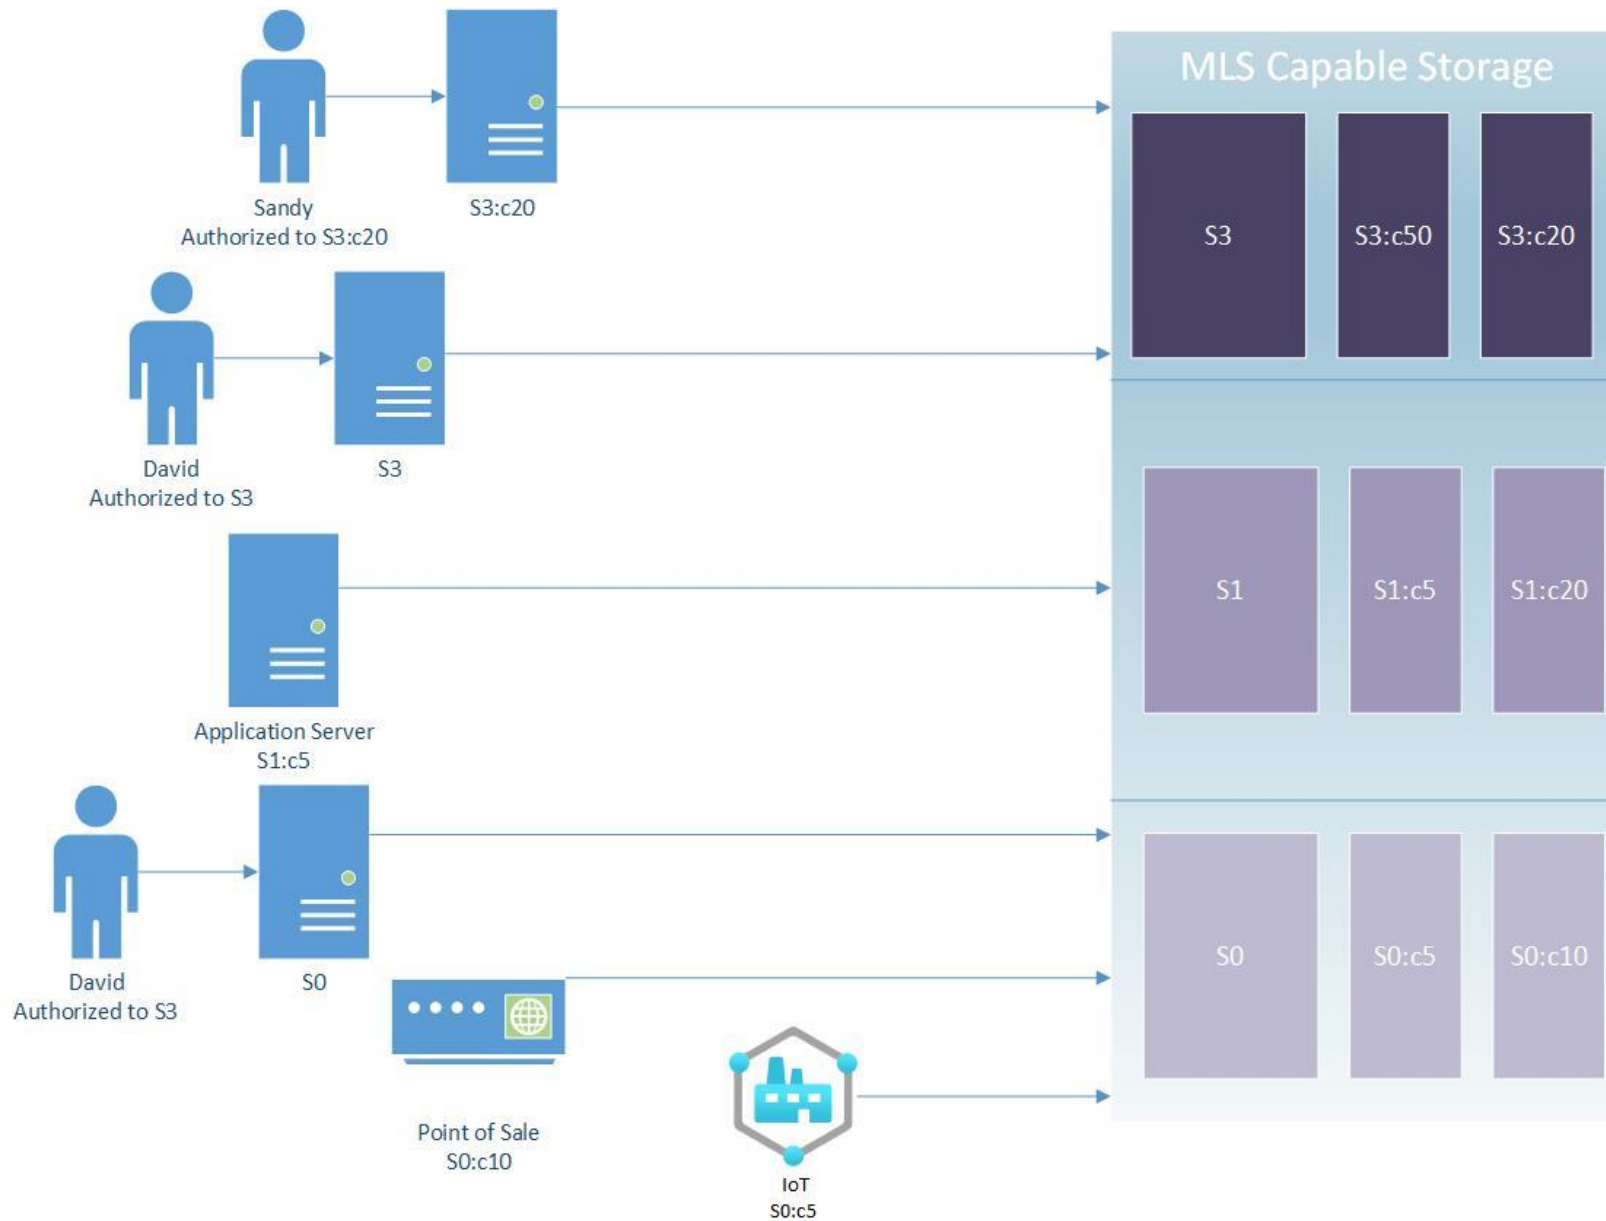 MLS Capable Storage
Sandy
Authorized to S3:c20
S3:c20
S3
S3:c50
S3:c20
David
Authorized to S3
S3
Application Server
S1:c5
S1
S1:c5
S1:c20
David
Authorized to S3
S0
S0
S0:c5
S0:c10
Point of Sale
S0:c10
IoT
S0:c5